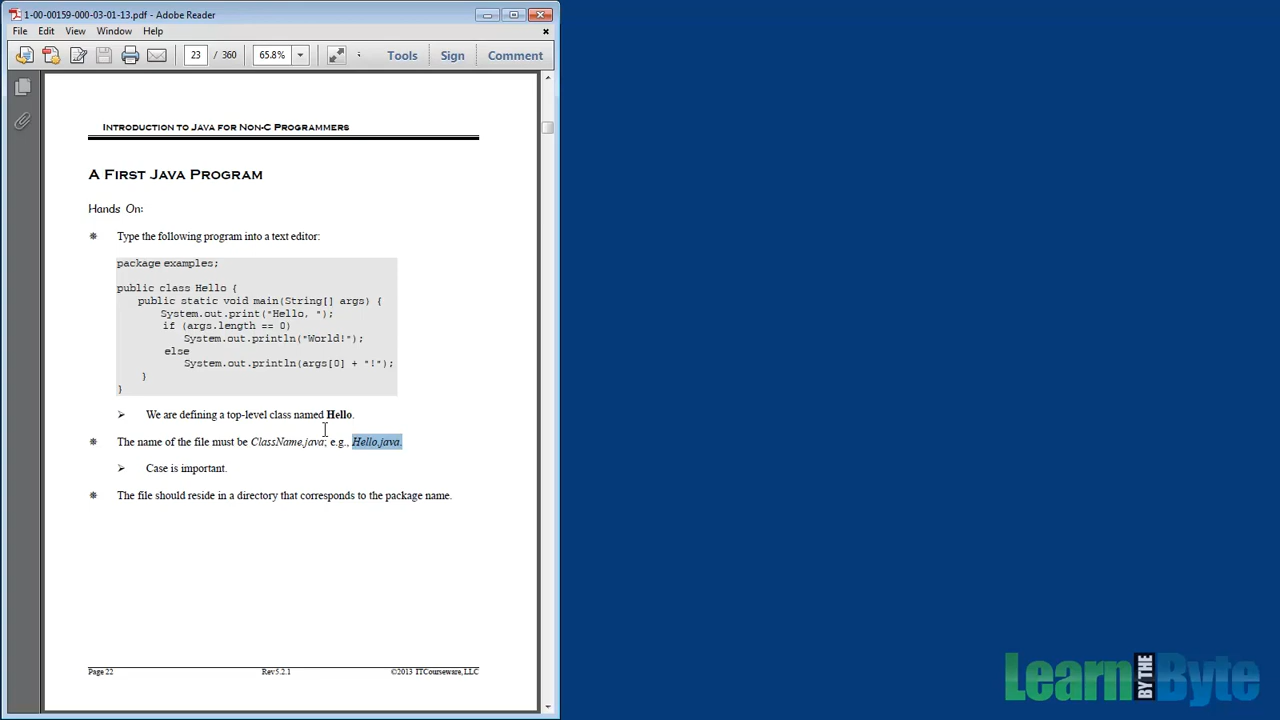 1-00-00159-000-03-01-13.pdf - Adobe Reader
File Edit View Window Help
23 / 360 65.8% Tools Sign Comment
INTRODUCTION TO JAVA FOR NON-C PROGRAMMERS
A FIRST JAVA PROGRAM
Hands On:
Type the following program into a text editor:
package examples;
public class Hello {
public static void main(String[] args) {
System.out.print("Hello, ");
if (args.length == 0)
System.out.println("World!");
else
System.out.println(args[0] + "!");
}
}
We are defining a top-level class named Hello.
The name of the file must be ClassName.java; e.g., Hello.java.
Case is important.
The file should reside in a directory that corresponds to the package name.
Page 22 Rev 5.2.1 ©2013 ITCourseware, LLC
Learn BY THE Byte